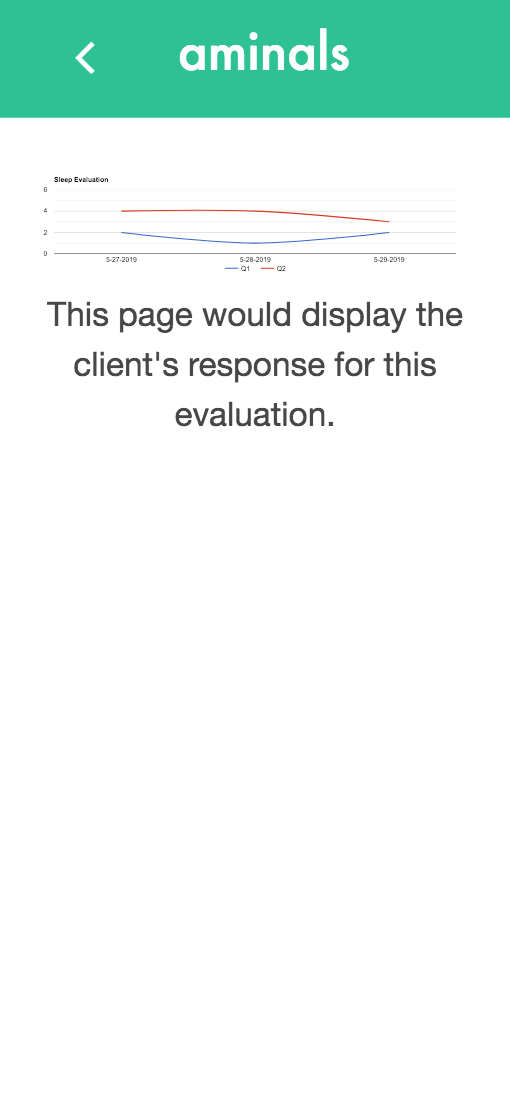 aminals
Sleep Evaluation
6
4
2
0
5-27-2019 5-28-2019 5-29-2019
Q1 Q2
This page would display the
client's response for this
evaluation.